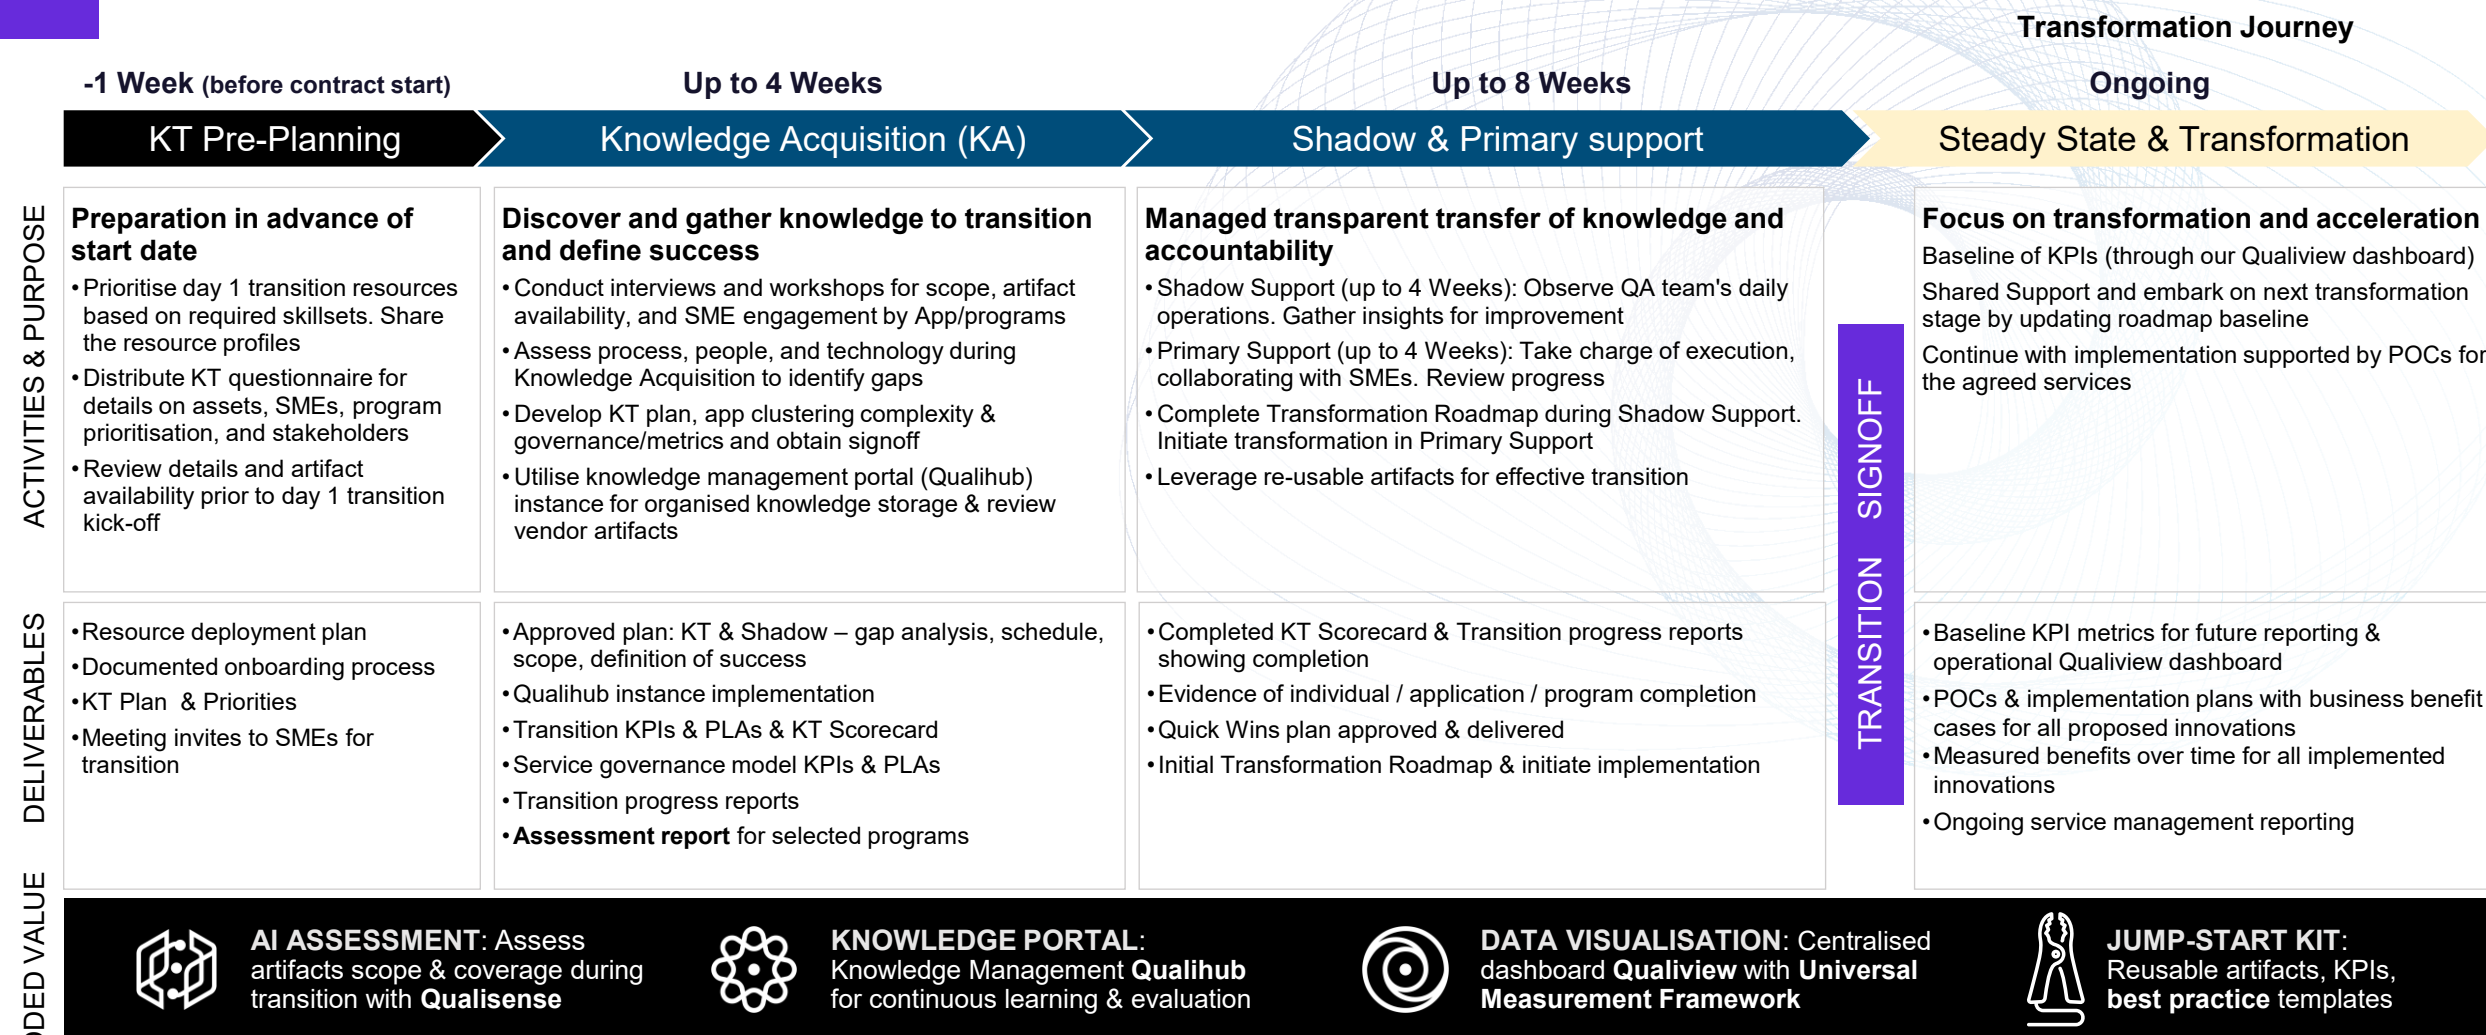 Transformation Journey
-1 Week (before contract start)
Up to 4 Weeks
Up to 8 Weeks
Ongoing
KT Pre-Planning
Knowledge Acquisition (KA)
Shadow & Primary support
Steady State & Transformation
ACTIVITIES & PURPOSE
Preparation in advance of
start date
•Prioritise day 1 transition resources
based on required skillsets. Share
the resource profiles
•Distribute KT questionnaire for
details on assets, SMEs, program
prioritisation, and stakeholders
•Review details and artifact
availability prior to day 1 transition
kick-off
Discover and gather knowledge to transition
and define success
•Conduct interviews and workshops for scope, artifact
availability, and SME engagement by App/programs
•Assess process, people, and technology during
Knowledge Acquisition to identify gaps
•Develop KT plan, app clustering complexity &
governance/metrics and obtain signoff
•Utilise knowledge management portal (Qualihub)
instance for organised knowledge storage & review
vendor artifacts
Managed transparent transfer of knowledge and
accountability
•Shadow Support (up to 4 Weeks): Observe QA team's daily
operations. Gather insights for improvement
•Primary Support (up to 4 Weeks): Take charge of execution,
collaborating with SMEs. Review progress
•Complete Transformation Roadmap during Shadow Support.
Initiate transformation in Primary Support
•Leverage re-usable artifacts for effective transition
TRANSITION SIGNOFF
Focus on transformation and acceleration
Baseline of KPIs (through our Qualiview dashboard)
Shared Support and embark on next transformation
stage by updating roadmap baseline
Continue with implementation supported by POCs for
the agreed services
DELIVERABLES
•Resource deployment plan
•Documented onboarding process
•KT Plan & Priorities
•Meeting invites to SMEs for
transition
•Approved plan: KT & Shadow – gap analysis, schedule,
scope, definition of success
•Qualihub instance implementation
•Transition KPIs & PLAs & KT Scorecard
•Service governance model KPIs & PLAs
•Transition progress reports
•Assessment report for selected programs
•Completed KT Scorecard & Transition progress reports
showing completion
•Evidence of individual / application / program completion
•Quick Wins plan approved & delivered
•Initial Transformation Roadmap & initiate implementation
•Baseline KPI metrics for future reporting &
operational Qualiview dashboard
•POCs & implementation plans with business benefit
cases for all proposed innovations
•Measured benefits over time for all implemented
innovations
•Ongoing service management reporting
VALUE
AI ASSESSMENT: Assess
artifacts scope & coverage during
transition with Qualisense
KNOWLEDGE PORTAL:
Knowledge Management Qualihub
for continuous learning & evaluation
DATA VISUALISATION: Centralised
dashboard Qualiview with Universal
Measurement Framework
JUMP-START KIT:
Reusable artifacts, KPIs,
best practice templates